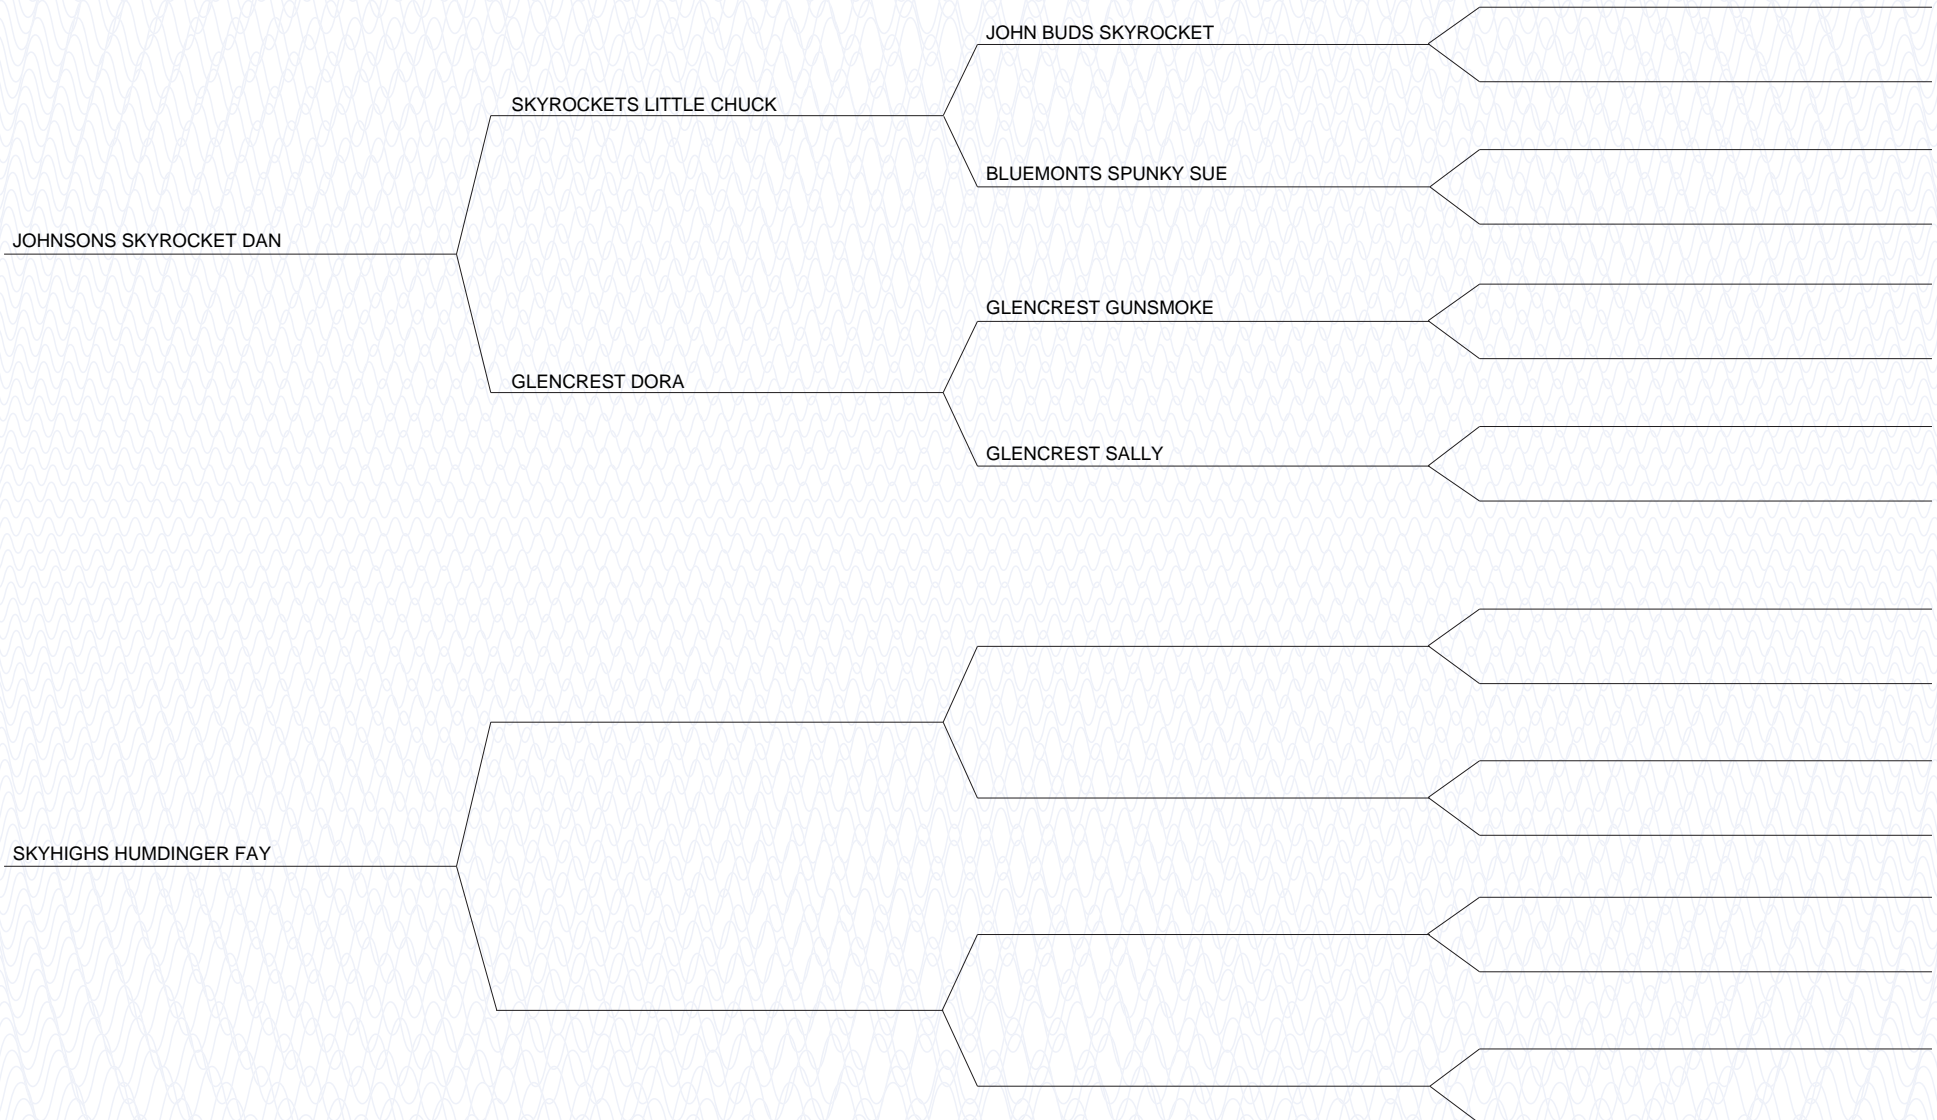 JOHN BUDS SKYROCKET
SKYROCKETS LITTLE CHUCK
BLUEMONTS SPUNKY SUE
JOHNSONS SKYROCKET DAN
GLENCREST GUNSMOKE
GLENCREST DORA
GLENCREST SALLY
SKYHIGHS HUMDINGER FAY